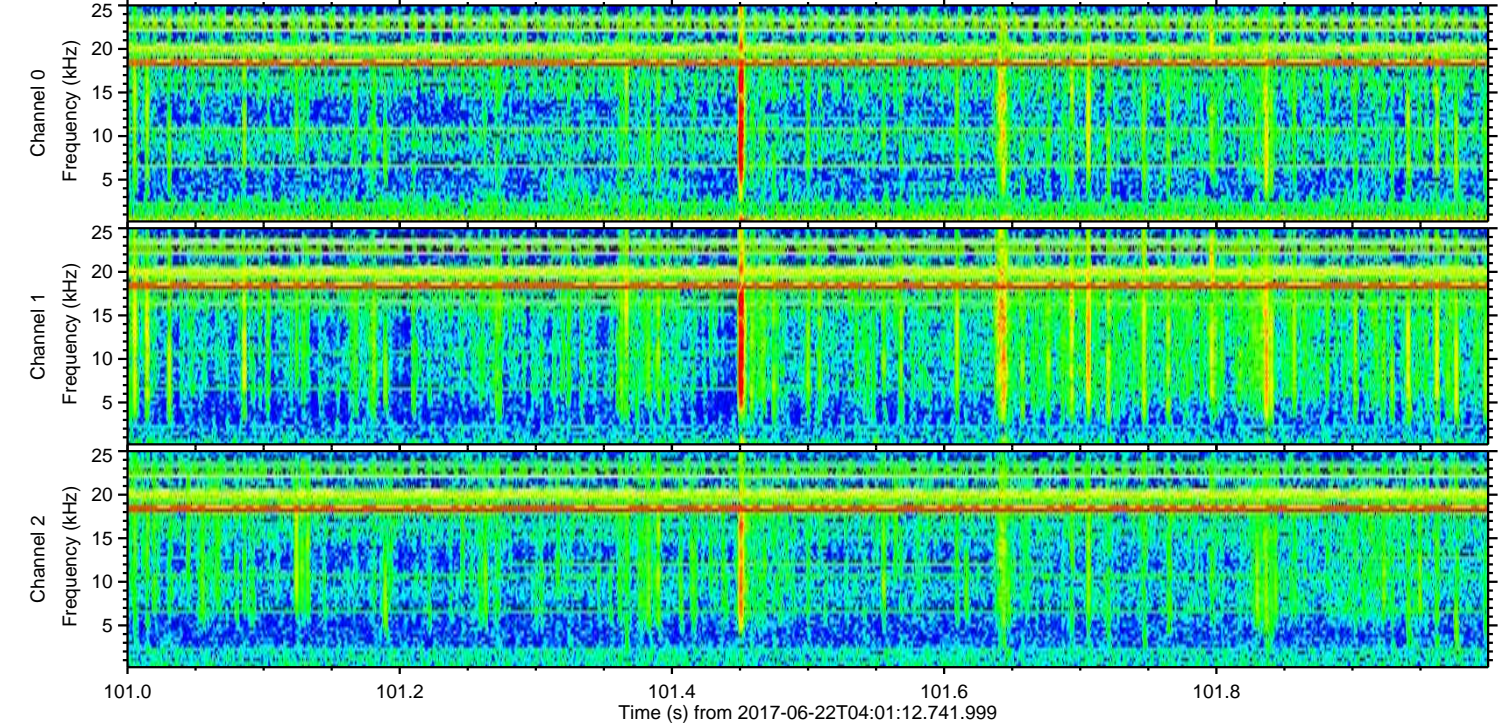 Channel 0
Frequency (kHz)
25
20
15
10
5
Channel 1
Frequency (kHz)
25
20
15
10
5
Channel 2
Frequency (kHz)
25
20
15
10
5
101.0 101.2 101.4 101.6 101.8
Time (s) from 2017-06-22T04:01:12.741.999